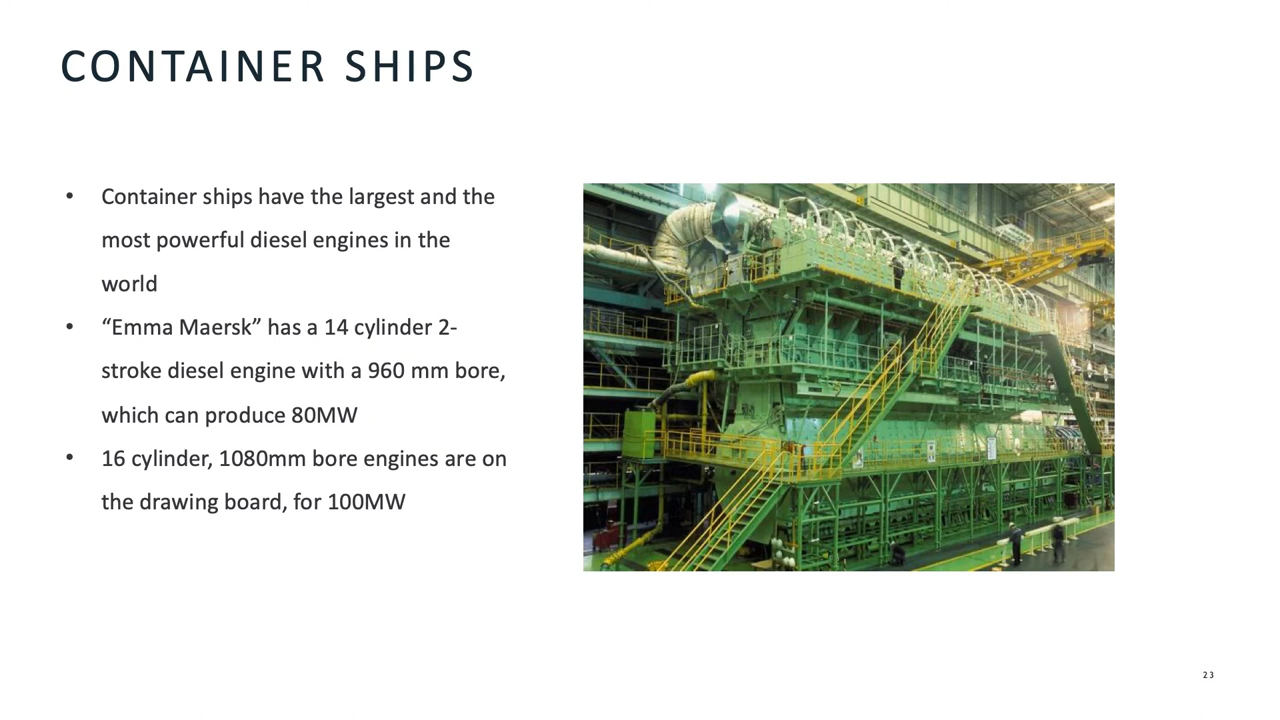 CONTAINER SHIPS
• Container ships have the largest and the
most powerful diesel engines in the
world
• “Emma Maersk” has a 14 cylinder 2-
stroke diesel engine with a 960 mm bore,
which can produce 80MW
• 16 cylinder, 1080mm bore engines are on
the drawing board, for 100MW
23